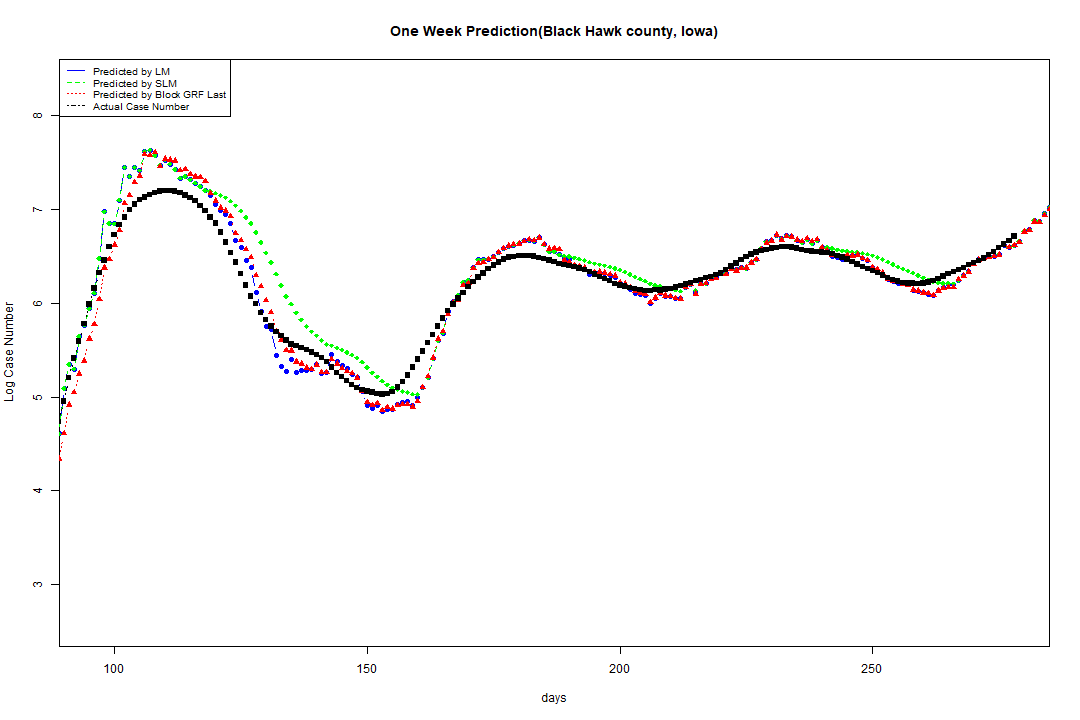 One Week Prediction(Black Hawk county, Iowa)
Predicted by LM
Predicted by SLM
Predicted by Block GRF Last
Actual Case Number
8
7
6
5
4
3
Log Case Number
100 150 200 250
days